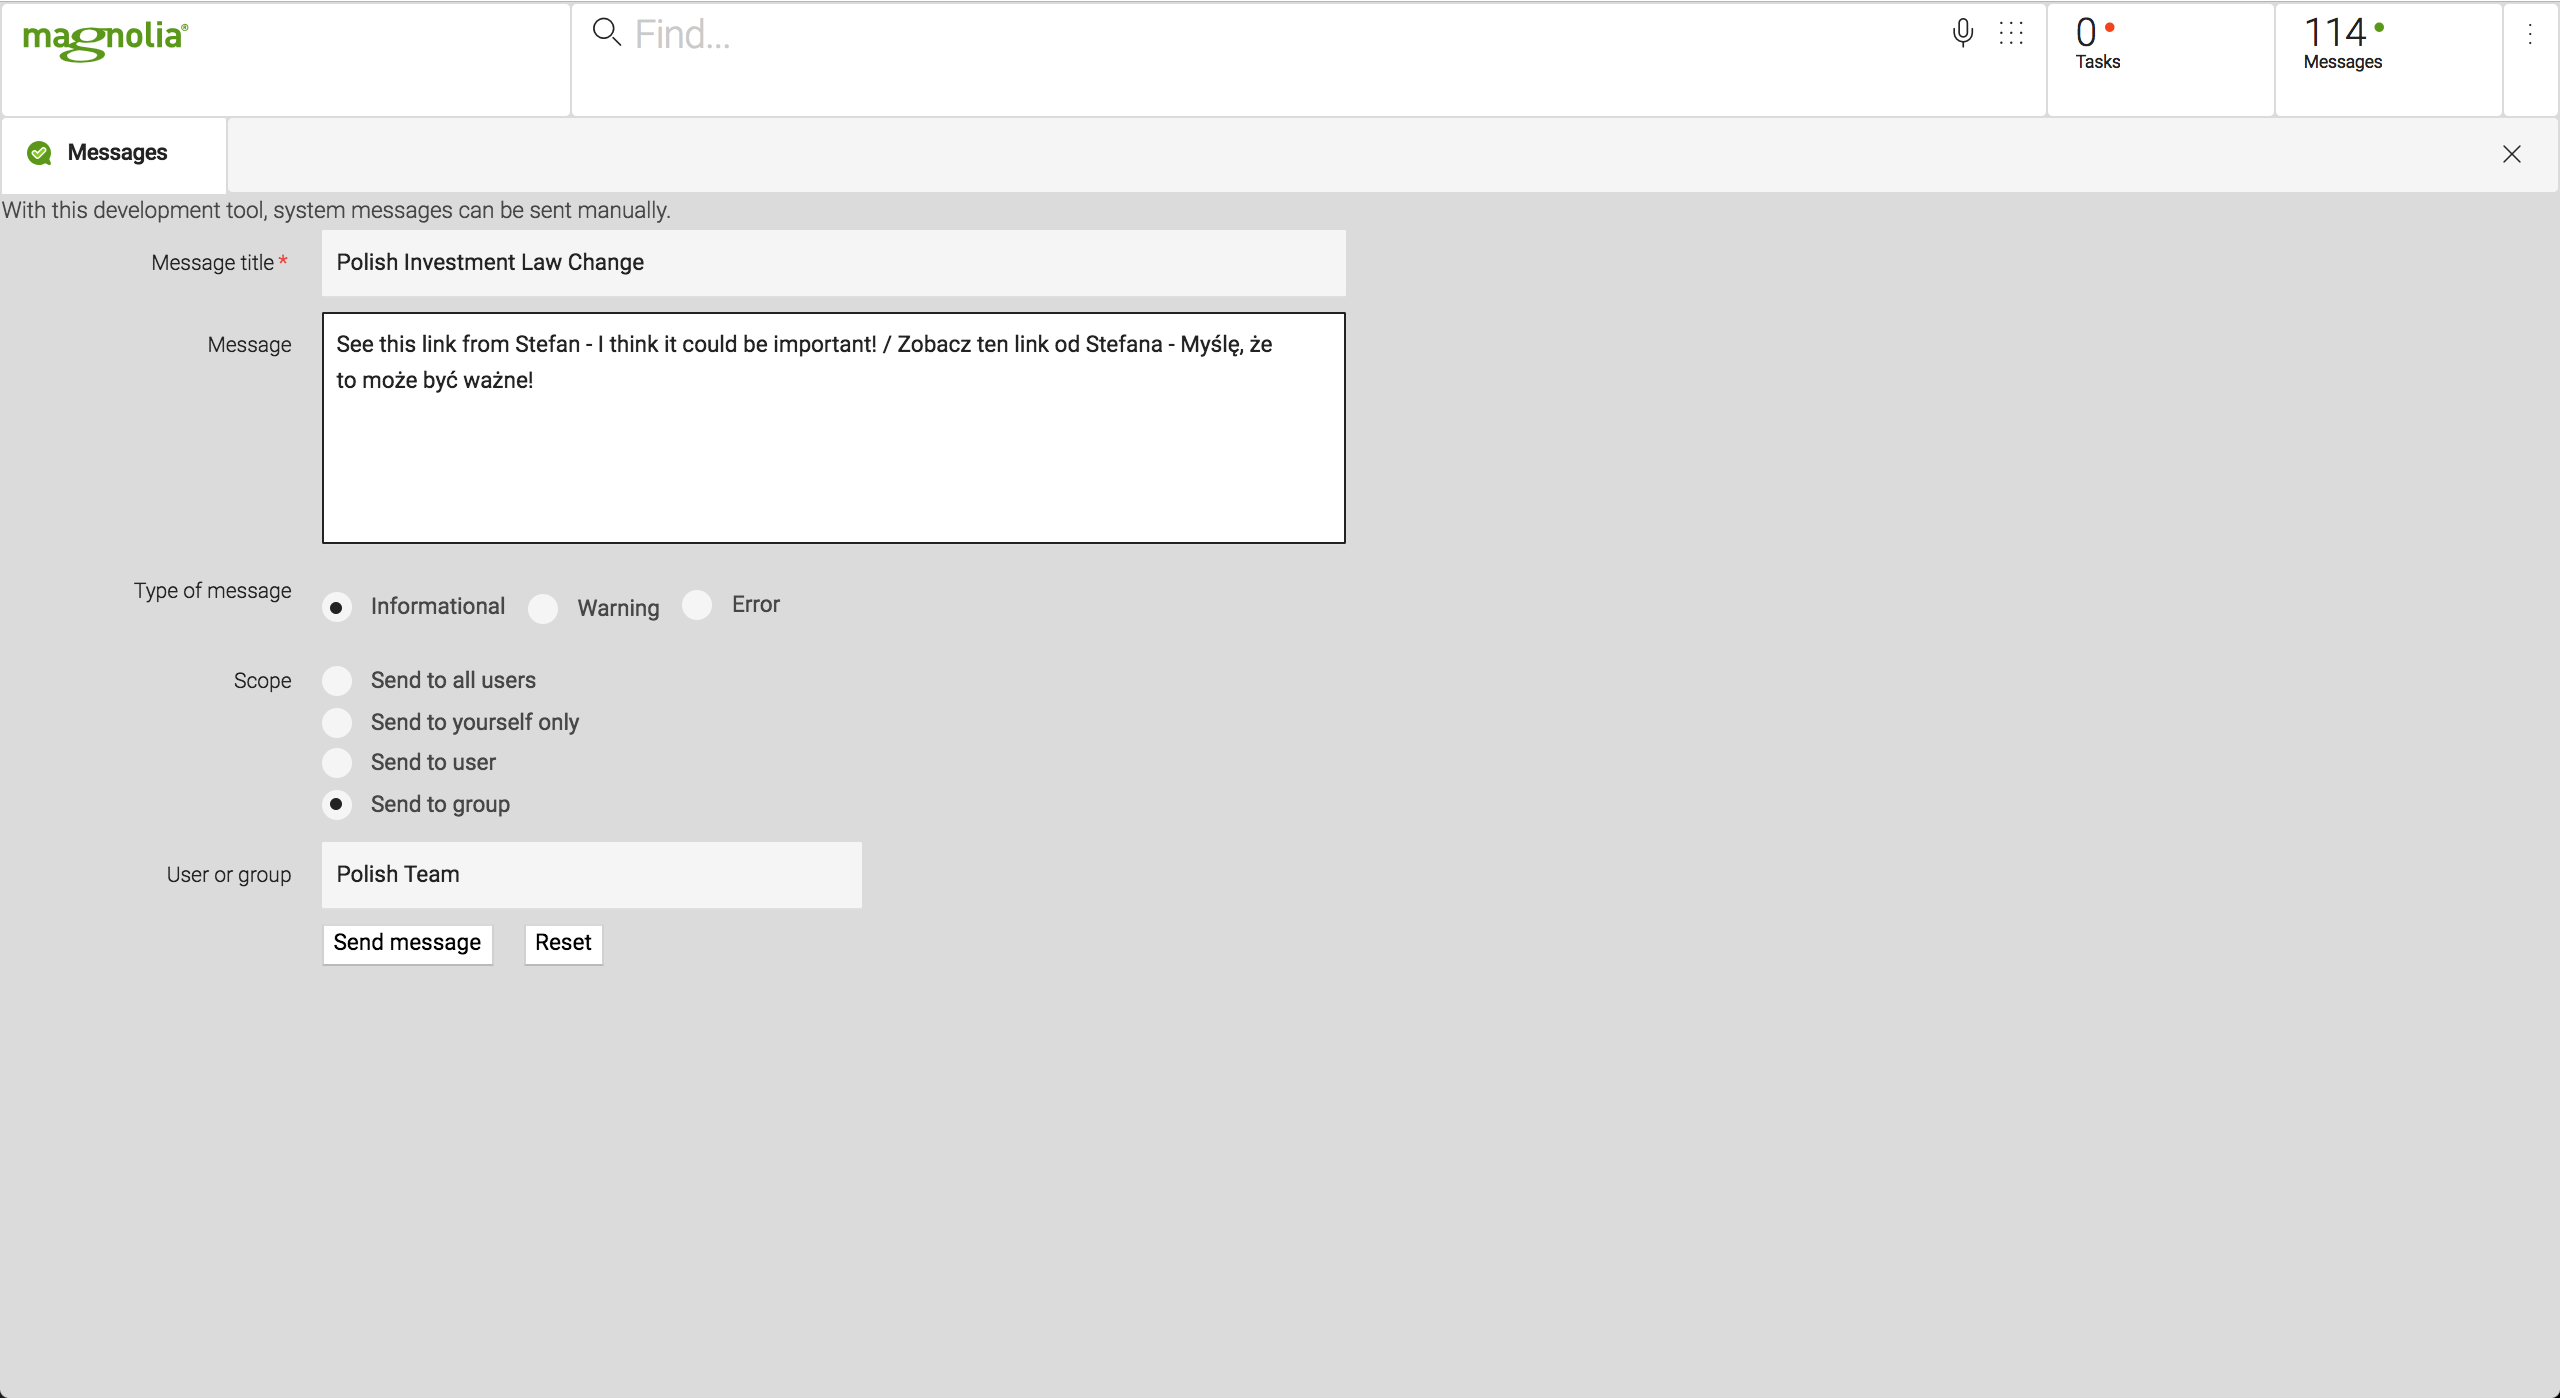 magnolia®
Find...
0
Tasks
114
Messages
Messages
With this development tool, system messages can be sent manually.
Message title *
Polish Investment Law Change
Message
See this link from Stefan - I think it could be important! / Zobacz ten link od Stefana - Myślę, że
to może być ważne!
Type of message
Informational
Warning
Error
Scope
Send to all users
Send to yourself only
Send to user
Send to group
User or group
Polish Team
Send message
Reset